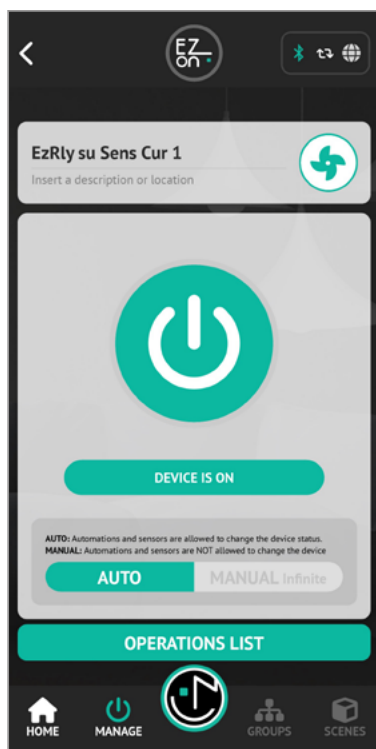 EZ
on
EzRly su Sens Cur 1
Insert a description or location
DEVICE IS ON
AUTO: Automations and sensors are allowed to change the device status.
MANUAL: Automations and sensors are NOT allowed to change the device
AUTO MANUAL Infinite
OPERATIONS LIST
HOME MANAGE GROUPS SCENES